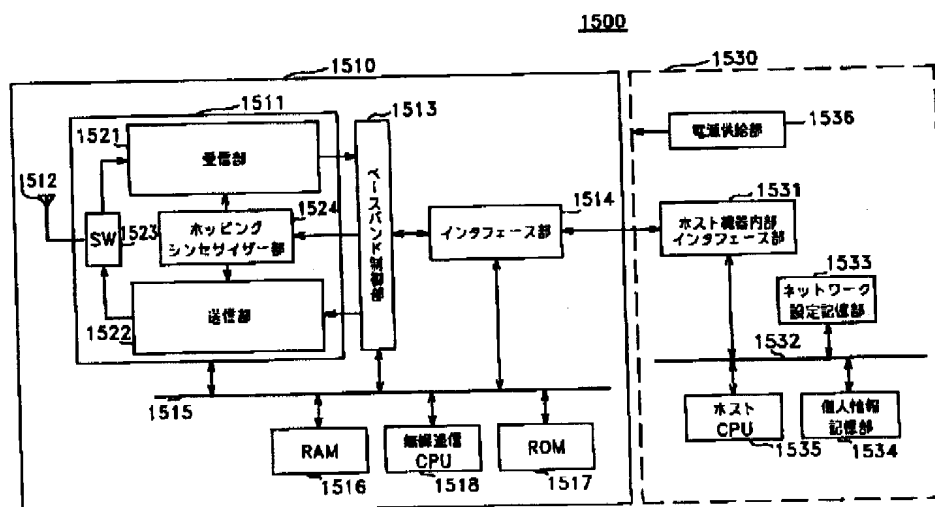 1500
1510
1530
1511
1513
1521
受信部
電源供給部
1536
1512
1524
1514
1531
SW
1523
ホッピング
シンセサイザー部
ベースバンド
部
インタフェース部
ホスト機器内部
インタフェース部
1533
ネットワーク
設定記憶部
1522
送信部
1532
1515
RAM
無線通信
CPU
ROM
ホスト
CPU
個人情報
記憶部
1516
1518
1517
1535
1534